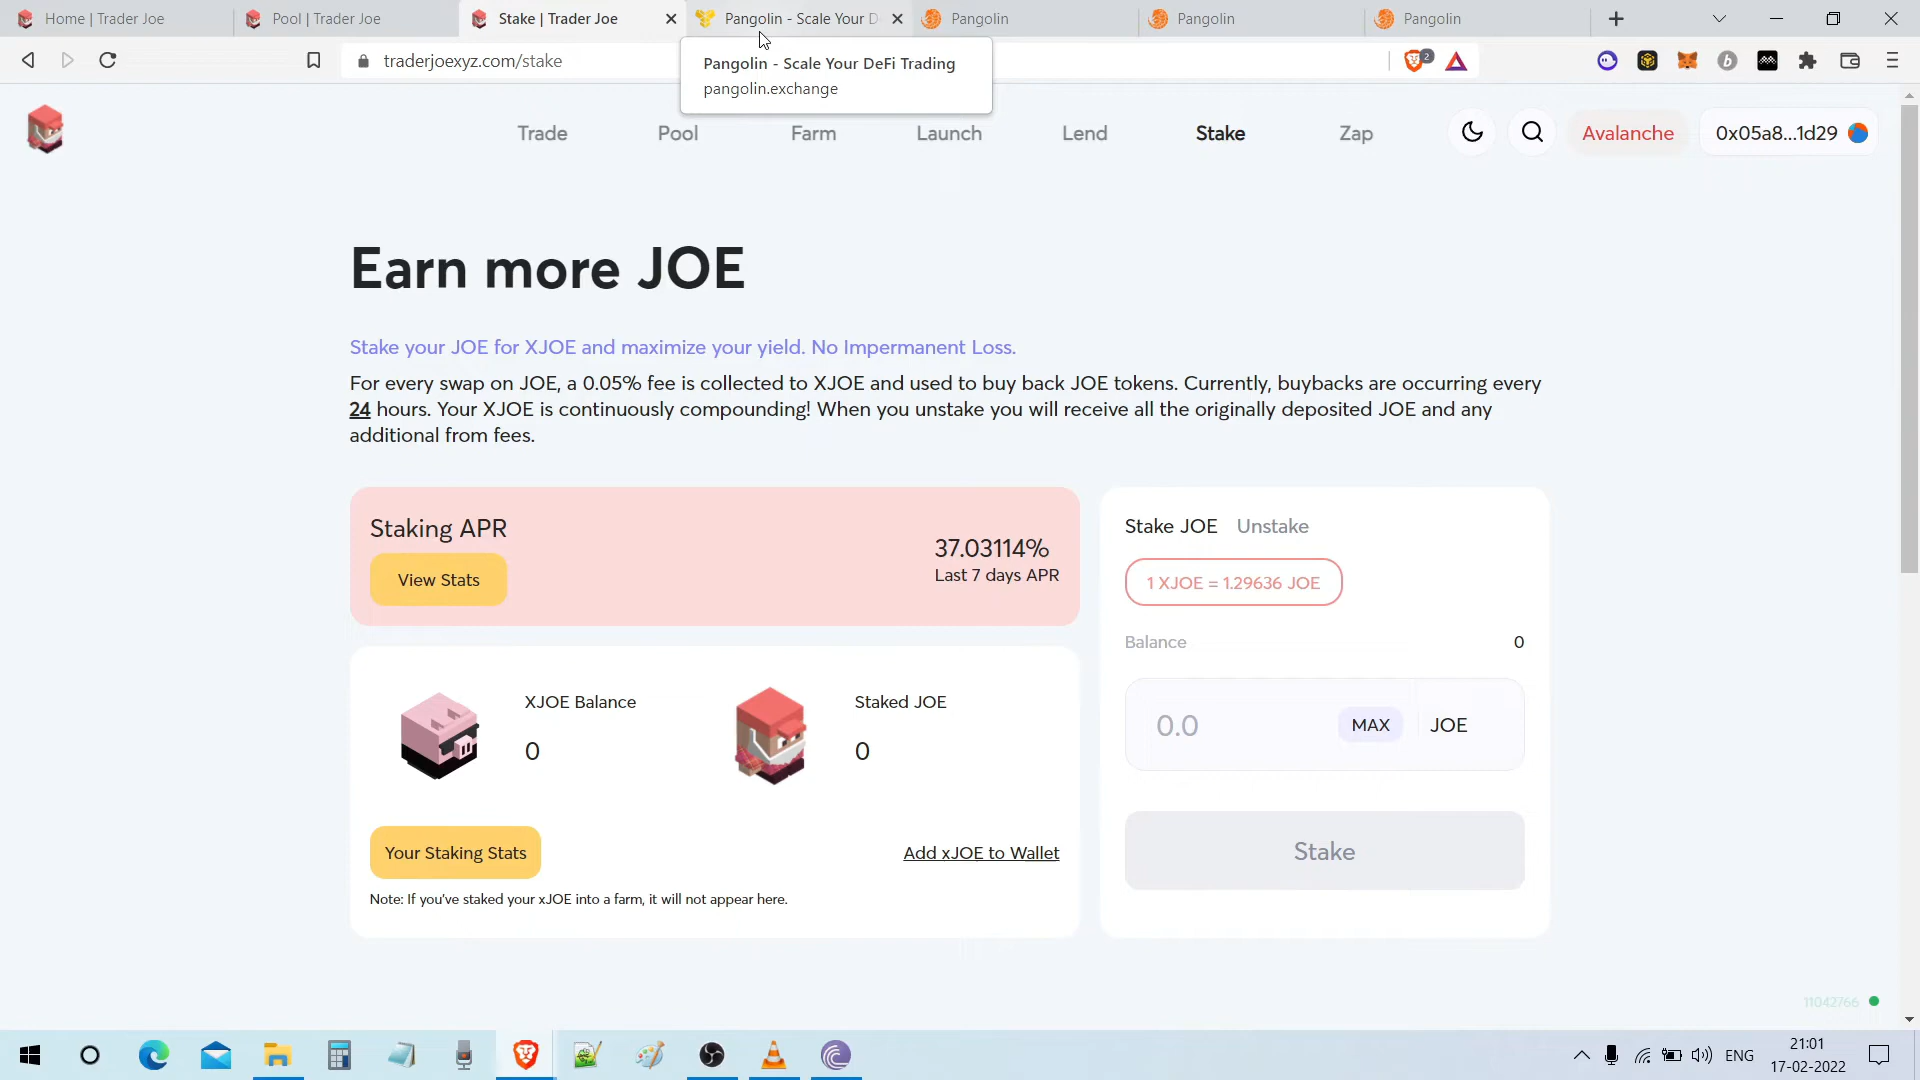 Home | Trader Joe
Pool | Trader Joe
Stake | Trader Joe
Pangolin - Scale Your D
Pangolin
Pangolin
Pangolin
traderjoexyz.com/stake
2
Pangolin - Scale Your DeFi Trading
pangolin.exchange
Trade
Pool
Farm
Launch
Lend
Stake
Zap
Avalanche
0x05a8...1d29
Earn more JOE
Stake your JOE for XJOE and maximize your yield. No Impermanent Loss.
For every swap on JOE, a 0.05% fee is collected to XJOE and used to buy back JOE tokens. Currently, buybacks are occurring every
24 hours. Your XJOE is continuously compounding! When you unstake you will receive all the originally deposited JOE and any
additional from fees.
Staking APR
View Stats
37.03114%
Last 7 days APR
Stake JOE
Unstake
1 XJOE = 1.29636 JOE
Balance
0
0.0
MAX
JOE
Stake
XJOE Balance
0
Staked JOE
0
Your Staking Stats
Add xJOE to Wallet
Note: If you've staked your xJOE into a farm, it will not appear here.
11042766
ENG
21:01
17-02-2022